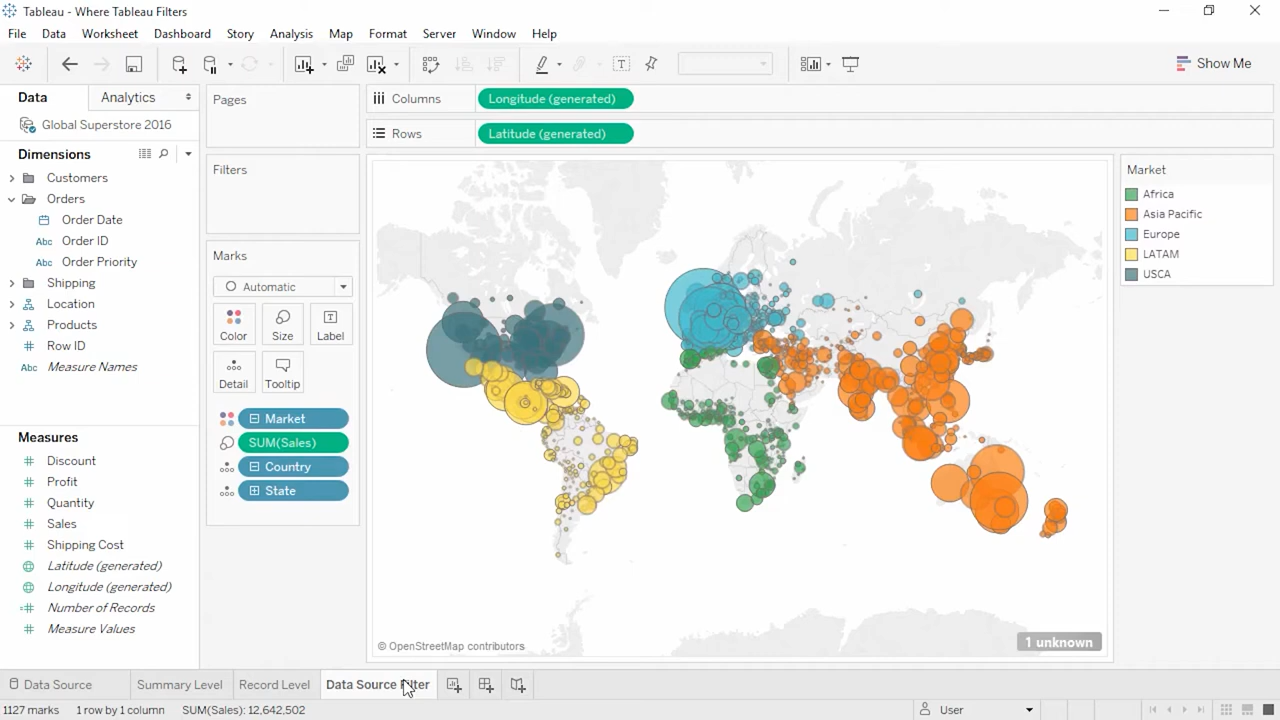 Tableau - Where Tableau Filters
File Data Worksheet Dashboard Story Analysis Map Format Server Window Help
Show Me
Data Analytics
Global Superstore 2016
Dimensions
Customers
Orders
Order Date
Abc Order ID
Abc Order Priority
Shipping
Location
Products
Abc Row ID
Abc Measure Names
Measures
Discount
Profit
Quantity
Sales
Shipping Cost
Latitude (generated)
Longitude (generated)
Number of Records
Measure Values
Pages
Filters
Marks
Automatic
Color Size Label
Detail Tooltip
Market
SUM(Sales)
Country
State
Columns Longitude (generated)
Rows Latitude (generated)
© OpenStreetMap contributors
1 unknown
Market
Africa
Asia Pacific
Europe
LATAM
USCA
Data Source Summary Level Record Level Data Source Filter
1127 marks 1 row by 1 column SUM(Sales): 12,642,502 User